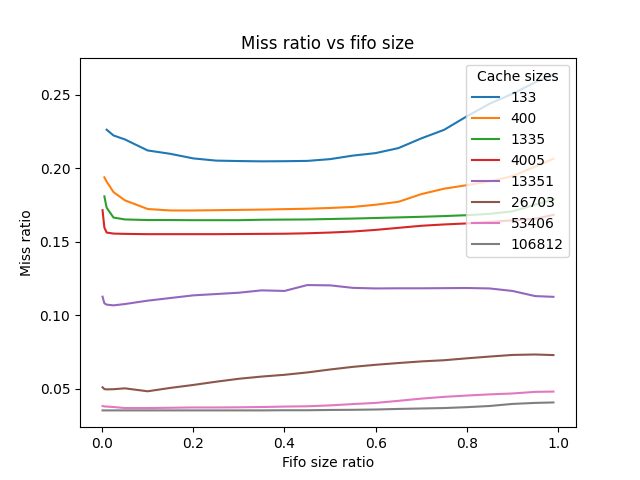 Miss ratio vs fifo size
Miss ratio
0.25
0.20
0.15
0.10
0.05
Cache sizes
133
400
1335
4005
13351
26703
53406
106812
0.0 0.2 0.4 0.6 0.8 1.0
Fifo size ratio